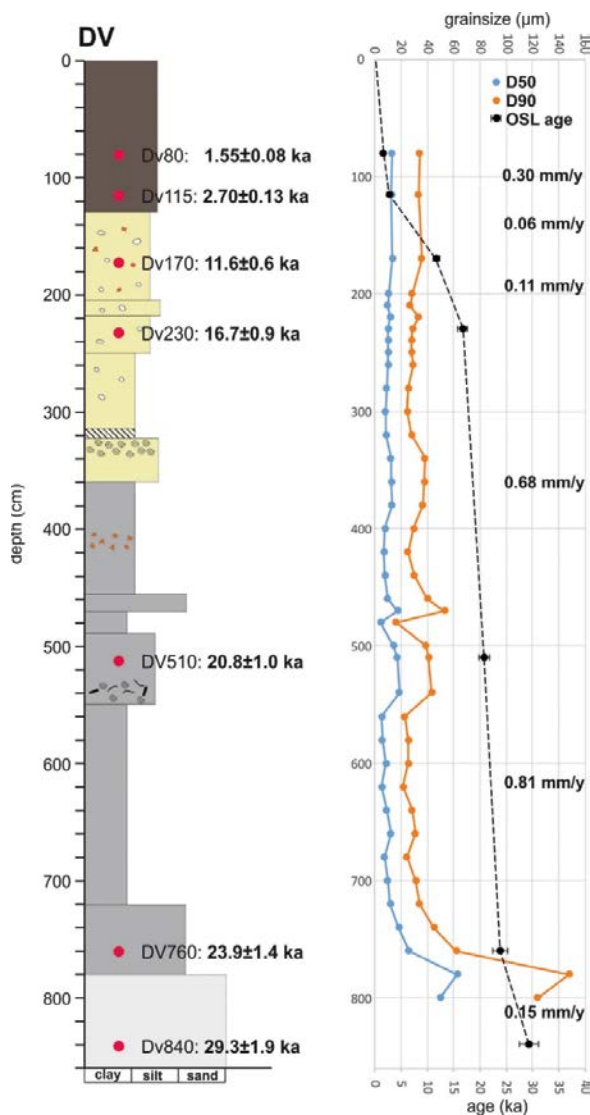 DV
grainsize (µm)
0 20 40 60 80 100 120 140 160
D50
D90
OSL age
0
100
200
300
400
500
600
700
800
depth (cm)
Dv80: 1.55±0.08 ka
Dv115: 2.70±0.13 ka
Dv170: 11.6±0.6 ka
Dv230: 16.7±0.9 ka
DV510: 20.8±1.0 ka
DV760: 23.9±1.4 ka
Dv840: 29.3±1.9 ka
clay silt sand
0
100
200
300
400
500
600
700
800
0.30 mm/y
0.06 mm/y
0.11 mm/y
0.68 mm/y
0.81 mm/y
0.15 mm/y
0 5 10 15 20 25 30 35 40
age (ka)